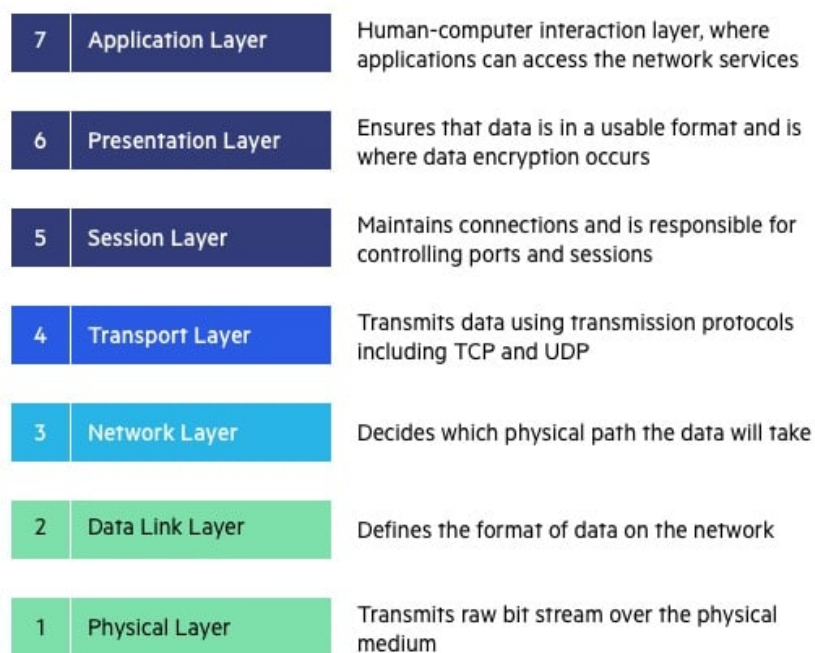 7 Application Layer
Human-computer interaction layer, where
applications can access the network services
6 Presentation Layer
Ensures that data is in a usable format and is
where data encryption occurs
5 Session Layer
Maintains connections and is responsible for
controlling ports and sessions
4 Transport Layer
Transmits data using transmission protocols
including TCP and UDP
3 Network Layer
Decides which physical path the data will take
2 Data Link Layer
Defines the format of data on the network
1 Physical Layer
Transmits raw bit stream over the physical
medium